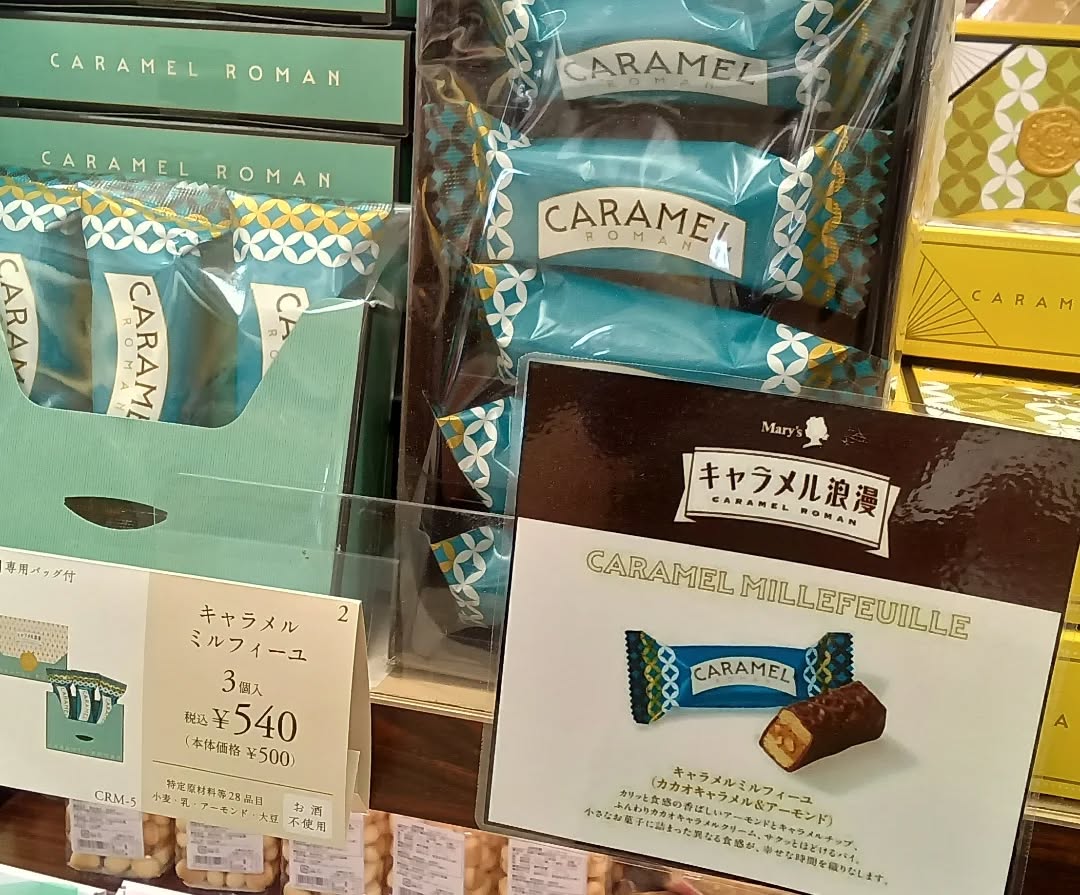 CARAMEL ROMAN
CARAMEL ROMAN
CARAMEL
ROMAN
CARAMEL
ROMAN
CARAM
CARAME
ROMAN
CA
RO
CARAM
Mary's
キャラメル浪漫
CARAMEL ROMAN
CARAMEL MILLEFEUILLE
CARAMEL
ROMAN
キャラメルミルフィーユ
(カカオキャラメル&アーモンド)
カリッと食感の香ばしいアーモンドとキャラメルチップ、
ふんわりカカオキャラメルクリーム、サクッとほどけるパイ。
小さなお菓子に詰まった異なる食感が、幸せな時間を織りなします。
専用バッグ付
2
キャラメル
ミルフィーユ
3個入
税込 ¥540
(本体価格 ¥500)
特定原材料等28品目
小麦・乳・アーモンド・大豆
お酒
不使用
CRM-5